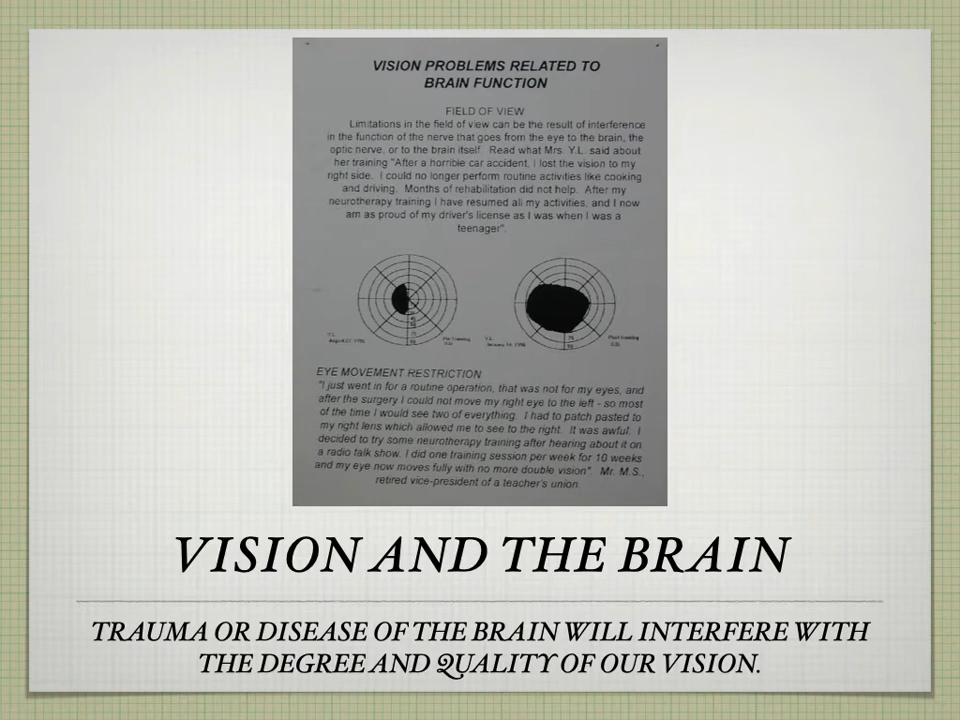 VISION PROBLEMS RELATED TO
BRAIN FUNCTION
FIELD OF VIEW
Limitations in the field of view can be the result of interference
in the function of the nerve that goes from the eye to the brain, the
optic nerve, or to the brain itself. Read what Mrs. Y.L. said about
her training "After a horrible car accident, I lost the vision to my
right side. I could no longer perform routine activities like cooking
and driving. Months of rehabilitation did not help. After my
neurotherapy training I have resumed all my activities, and I now
am as proud of my driver's license as I was when I was a
teenager".
Y.L. Pre Training
Y.L. Post Training
EYE MOVEMENT RESTRICTION
"I just went in for a routine operation, that was not for my eyes, and
after the surgery I could not move my right eye to the left - so most
of the time I would see two of everything. I had to patch pasted to
my right lens which allowed me to see to the right. It was awful. I
decided to try some neurotherapy training after hearing about it on
a radio talk show. I did one training session per week for 10 weeks
and my eye now moves fully with no more double vision". Mr. M.S.,
retired vice-president of a teacher's union.
VISION AND THE BRAIN
TRAUMA OR DISEASE OF THE BRAIN WILL INTERFERE WITH
THE DEGREE AND QUALITY OF OUR VISION.